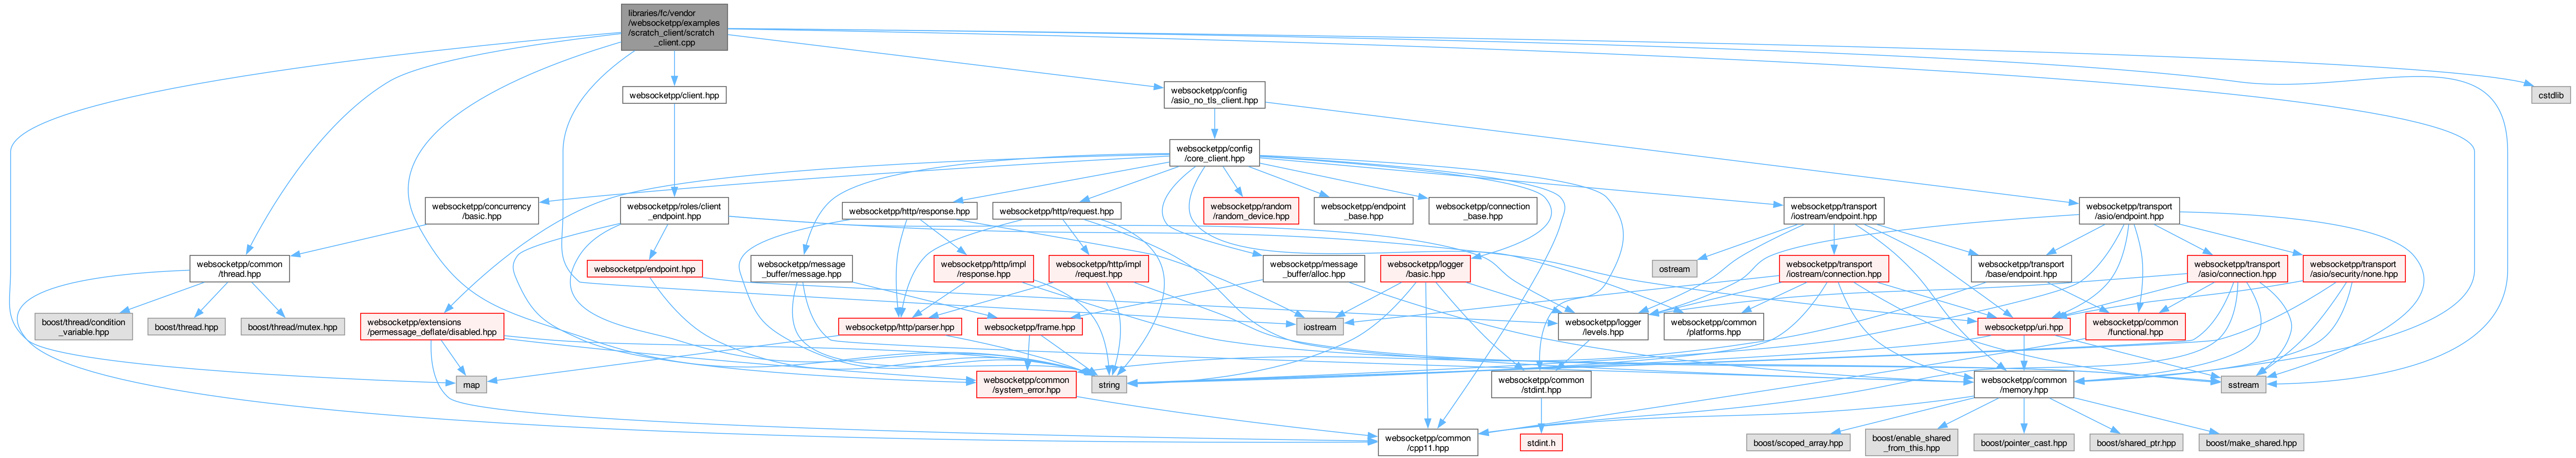 libraries/fc/vendor
/websocketpp/examples
/scratch_client/scratch
_client.cpp
websocketpp/client.hpp
websocketpp/config
/asio_no_tls_client.hpp
cstdlib
websocketpp/config
/core_client.hpp
websocketpp/concurrency
/basic.hpp
websocketpp/roles/client
_endpoint.hpp
websocketpp/http/response.hpp
websocketpp/http/request.hpp
websocketpp/random
/random_device.hpp
websocketpp/endpoint
_base.hpp
websocketpp/connection
_base.hpp
websocketpp/transport
/iostream/endpoint.hpp
websocketpp/transport
/asio/endpoint.hpp
websocketpp/common
/thread.hpp
websocketpp/endpoint.hpp
websocketpp/message
_buffer/message.hpp
websocketpp/http/impl
/response.hpp
websocketpp/http/impl
/request.hpp
websocketpp/message
_buffer/alloc.hpp
websocketpp/logger
/basic.hpp
ostream
websocketpp/transport
/iostream/connection.hpp
websocketpp/transport
/base/endpoint.hpp
websocketpp/transport
/asio/connection.hpp
websocketpp/transport
/asio/security/none.hpp
boost/thread/condition
_variable.hpp
boost/thread.hpp
boost/thread/mutex.hpp
websocketpp/extensions
/permessage_deflate/disabled.hpp
websocketpp/http/parser.hpp
websocketpp/frame.hpp
iostream
websocketpp/logger
/levels.hpp
websocketpp/common
/platforms.hpp
websocketpp/uri.hpp
websocketpp/common
/functional.hpp
map
websocketpp/common
/system_error.hpp
string
websocketpp/common
/stdint.hpp
websocketpp/common
/memory.hpp
sstream
websocketpp/common
/cpp11.hpp
stdint.h
boost/scoped_array.hpp
boost/enable_shared
_from_this.hpp
boost/pointer_cast.hpp
boost/shared_ptr.hpp
boost/make_shared.hpp